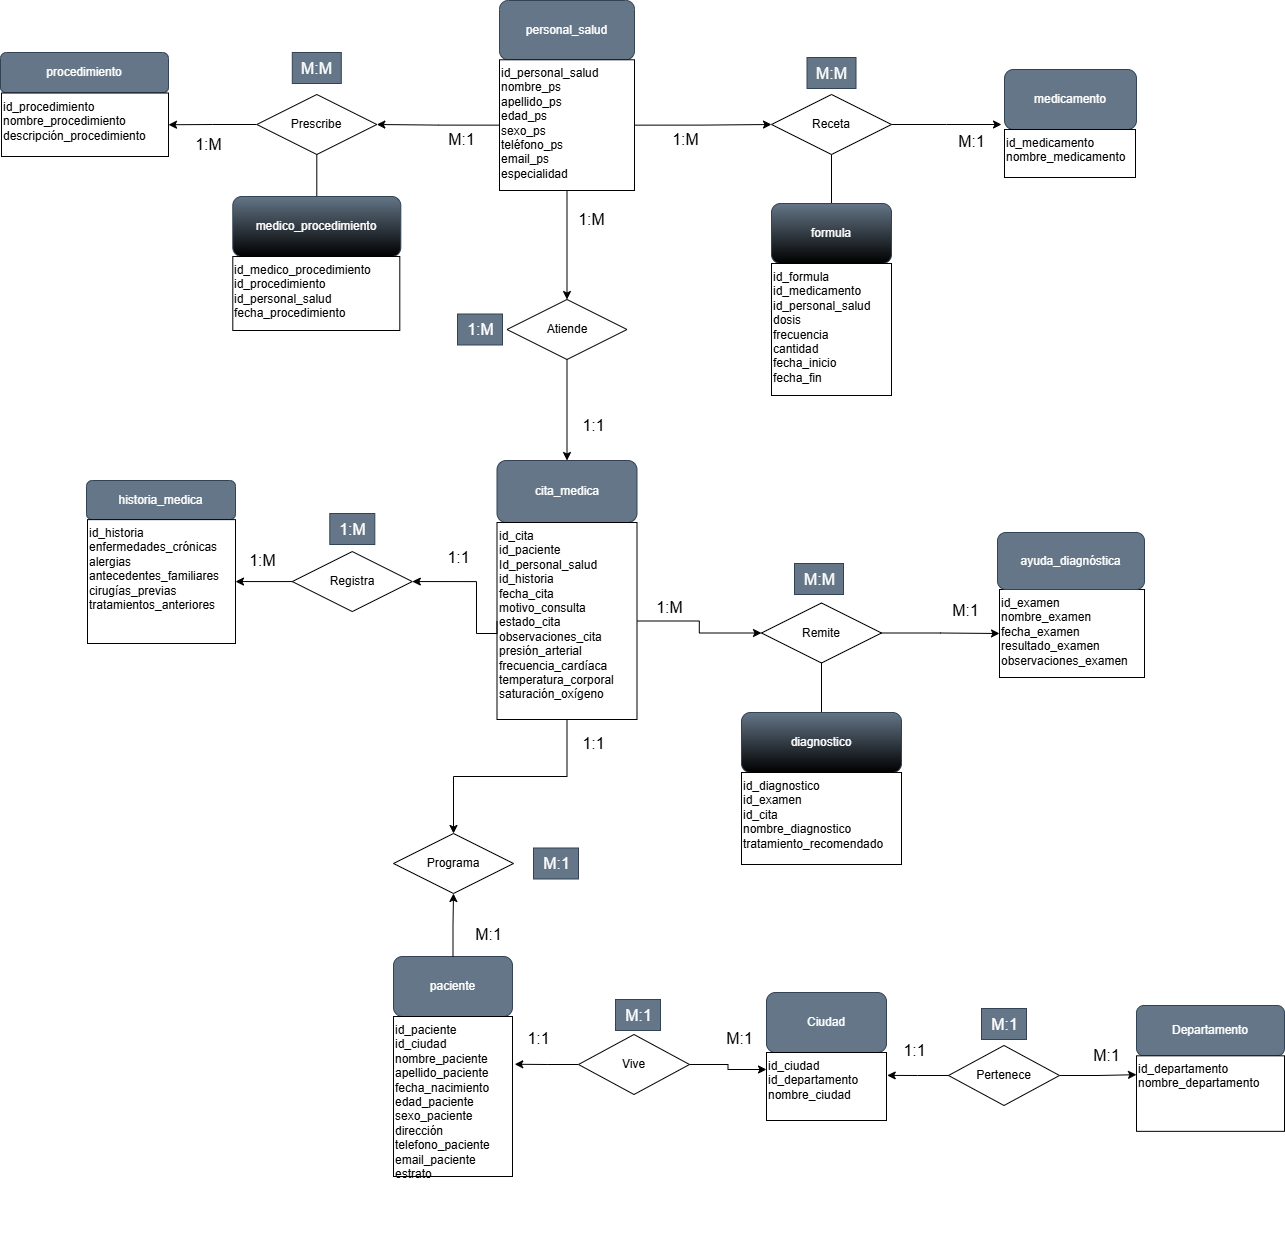 personal_salud
id_personal_salud
nombre_ps
apellido_ps
edad_ps
sexo_ps
teléfono_ps
email_ps
especialidad
procedimiento
id_procedimiento
nombre_procedimiento
descripción_procedimiento
M:M
Prescribe
1:M
M:1
medico_procedimiento
id_medico_procedimiento
id_procedimiento
id_personal_salud
fecha_procedimiento
M:M
Receta
1:M
M:1
medicamento
id_medicamento
nombre_medicamento
formula
id_formula
id_medicamento
id_personal_salud
dosis
frecuencia
cantidad
fecha_inicio
fecha_fin
1:M
1:M
Atiende
1:1
cita_medica
id_cita
id_paciente
Id_personal_salud
id_historia
fecha_cita
motivo_consulta
estado_cita
observaciones_cita
presión_arterial
frecuencia_cardíaca
temperatura_corporal
saturación_oxígeno
historia_medica
id_historia
enfermedades_crónicas
alergias
antecedentes_familiares
cirugías_previas
tratamientos_anteriores
1:M
1:M
Registra
1:1
1:M
M:M
Remite
M:1
ayuda_diagnóstica
id_examen
nombre_examen
fecha_examen
resultado_examen
observaciones_examen
diagnostico
id_diagnostico
id_examen
id_cita
nombre_diagnostico
tratamiento_recomendado
1:1
Programa
M:1
M:1
paciente
id_paciente
id_ciudad
nombre_paciente
apellido_paciente
fecha_nacimiento
edad_paciente
sexo_paciente
dirección
telefono_paciente
email_paciente
estrato
1:1
M:1
Vive
M:1
Ciudad
id_ciudad
id_departamento
nombre_ciudad
1:1
M:1
Pertenece
M:1
Departamento
id_departamento
nombre_departamento